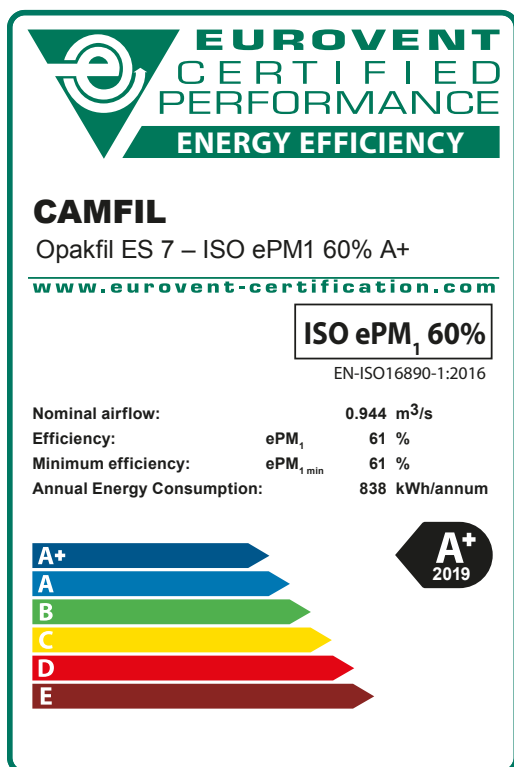 EUROVENT
CERTIFIED
PERFORMANCE
ENERGY EFFICIENCY
CAMFIL
Opakfil ES 7 – ISO ePM1 60% A+
www.eurovent-certification.com
ISO ePM₁ 60%
EN-ISO16890-1:2016
Nominal airflow: 0.944 m³/s
Efficiency: ePM₁ 61 %
Minimum efficiency: ePM₁ min 61 %
Annual Energy Consumption: 838 kWh/annum
A+
A
B
C
D
E
A+
2019